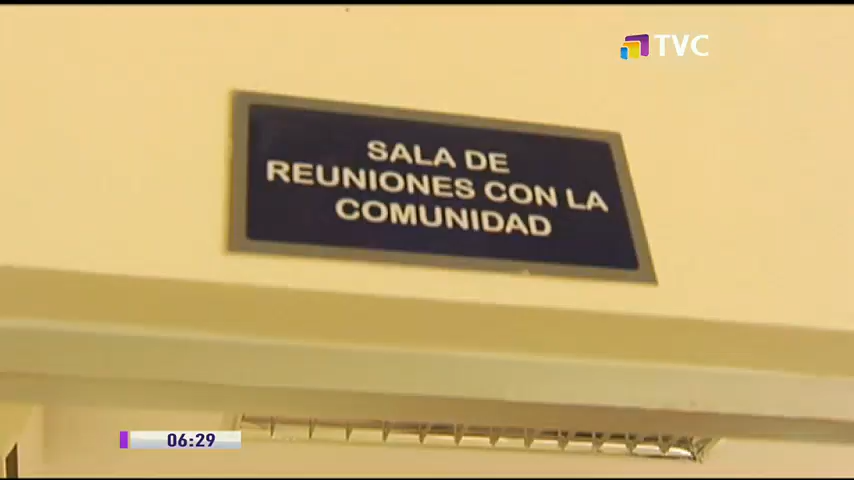 TVC
SALA DE
REUNIONES CON LA
COMUNIDAD
06:29